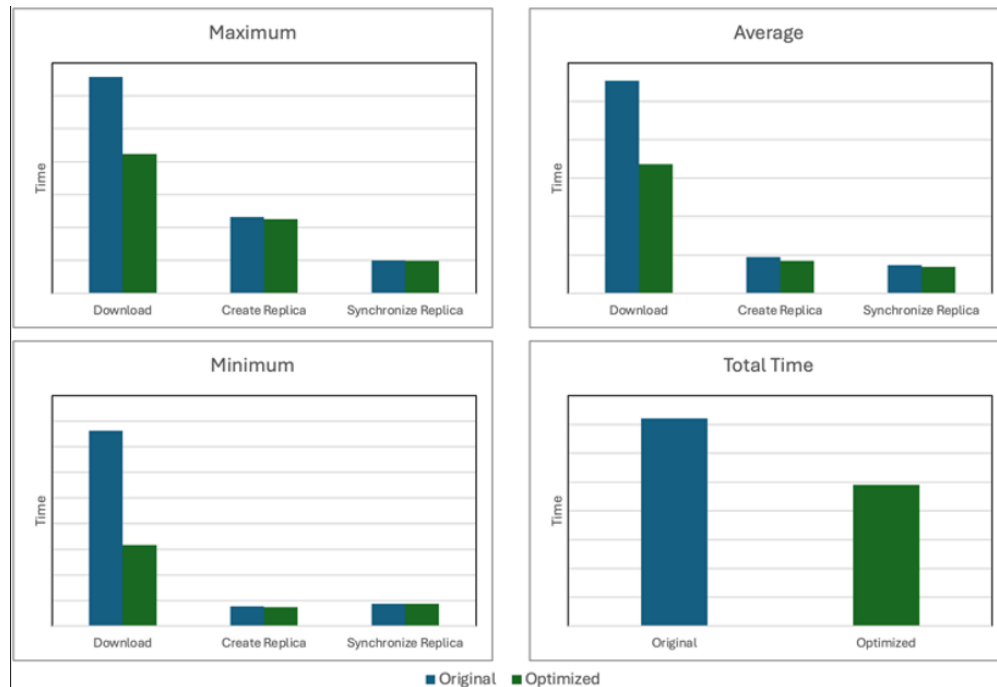 Maximum
Time
Download
Create Replica
Synchronize Replica
Average
Time
Download
Create Replica
Synchronize Replica
Minimum
Time
Download
Create Replica
Synchronize Replica
Total Time
Time
Original
Optimized
Original
Optimized